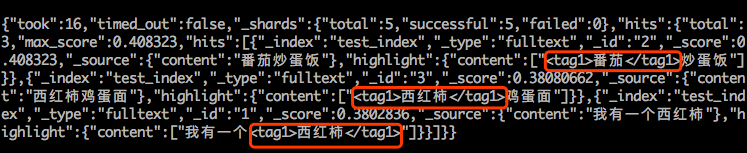 {"took":16,"timed_out":false,"_shards":{"total":5,"successful":5,"failed":0},"hits":{"total":
3,"max_score":0.408323,"hits":[{"_index":"test_index","_type":"fulltext","_id":"2","_score":0
.408323,"_source":{"content":"番茄炒蛋饭"},"highlight":{"content":["<tag1>番茄</tag1>炒蛋饭"]
}},{"_index":"test_index","_type":"fulltext","_id":"3","_score":0.38080662,"_source":{"conten
t":"西红柿鸡蛋面"},"highlight":{"content":["<tag1>西红柿</tag1>鸡蛋面"]}},{"_index":"test_ind
ex","_type":"fulltext","_id":"1","_score":0.3802836,"_source":{"content":"我有一个西红柿"},"h
ighlight":{"content":["我有一个<tag1>西红柿</tag1>"]}}]}}